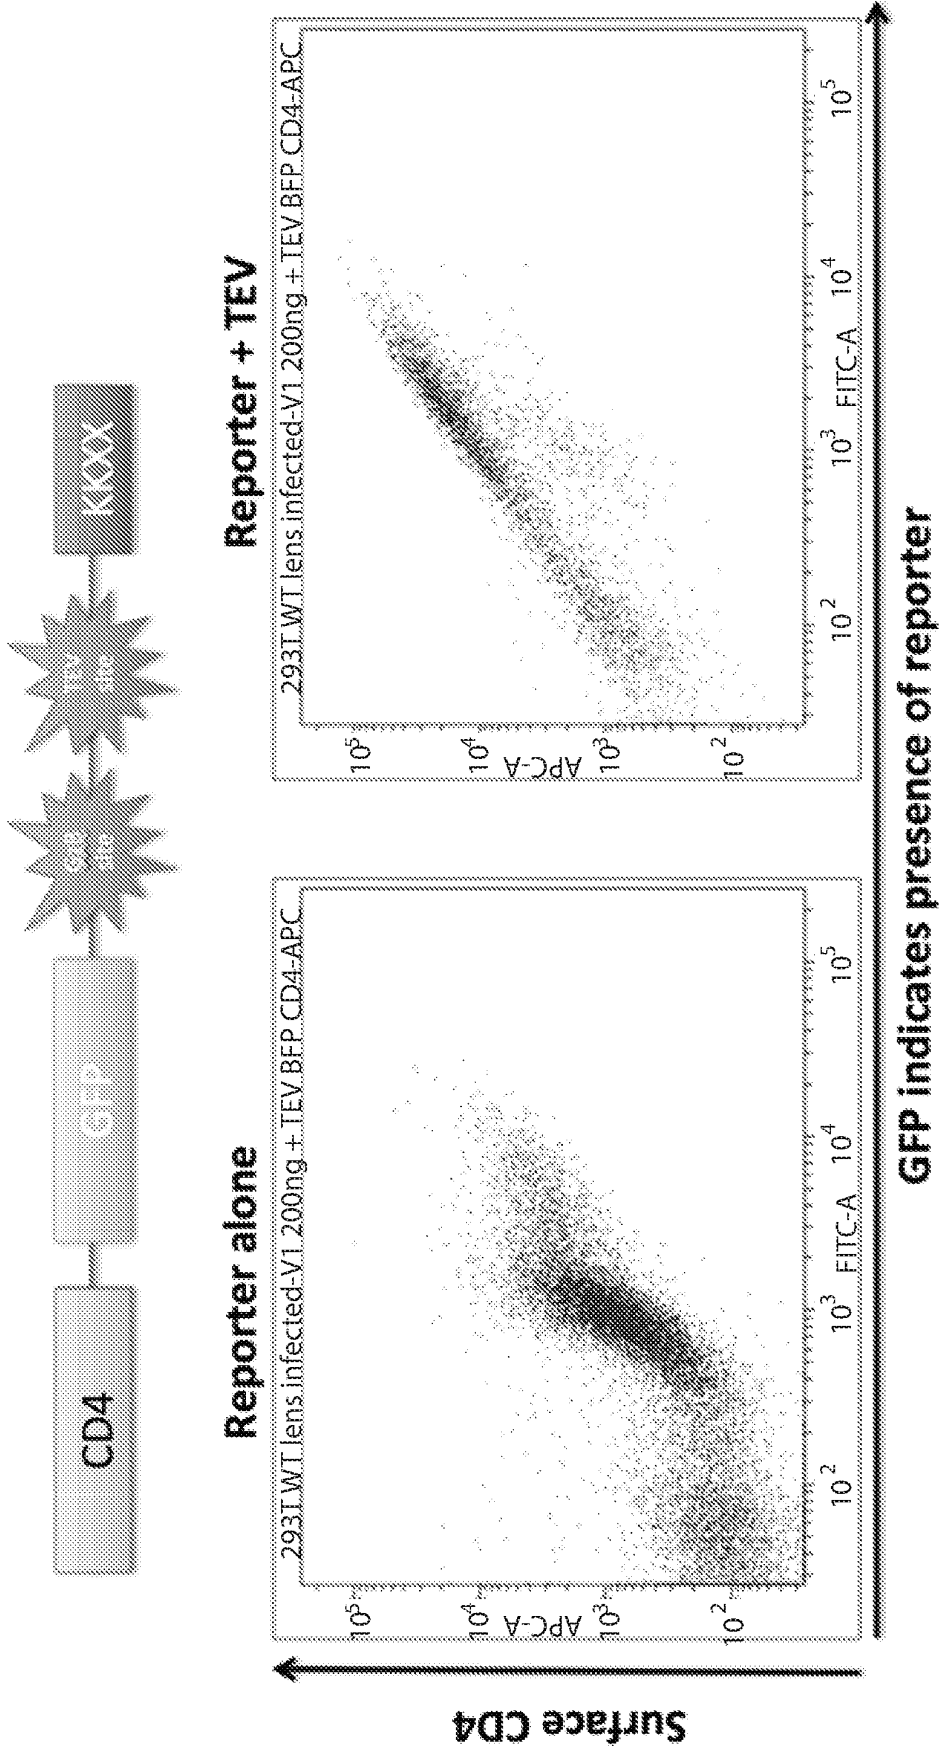 CD4
GFP
TEV
KKXX
Reporter alone
Reporter + TEV
293T WT lens infected-V1 200ng + TEV BFP CD4-APC
293T WT lens infected-V1 200ng + TEV BFP CD4-APC
Surface CD4
APC-A
10^5
10^4
10^3
10^2
10^2
10^3
10^4
10^5
FITC-A
APC-A
10^5
10^4
10^3
10^2
10^2
10^3
10^4
10^5
FITC-A
GFP indicates presence of reporter